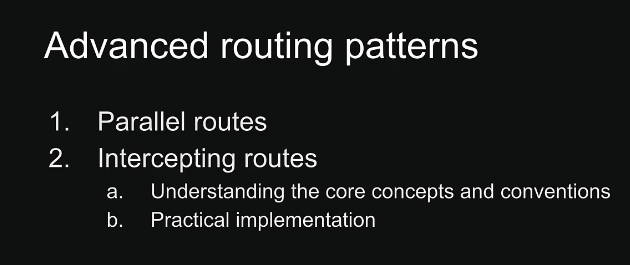 Advanced routing patterns
1. Parallel routes
2. Intercepting routes
a. Understanding the core concepts and conventions
b. Practical implementation